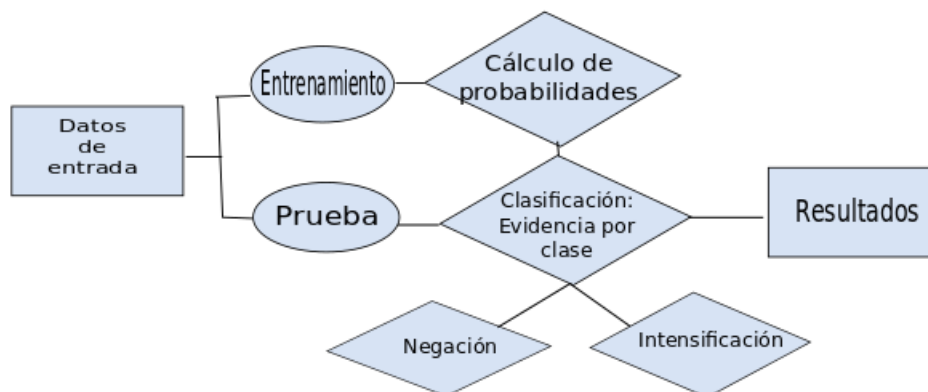 Datos
de
entrada
Entrenamiento
Cálculo de
probabilidades
Prueba
Clasificación:
Evidencia por
clase
Resultados
Negación
Intensificación